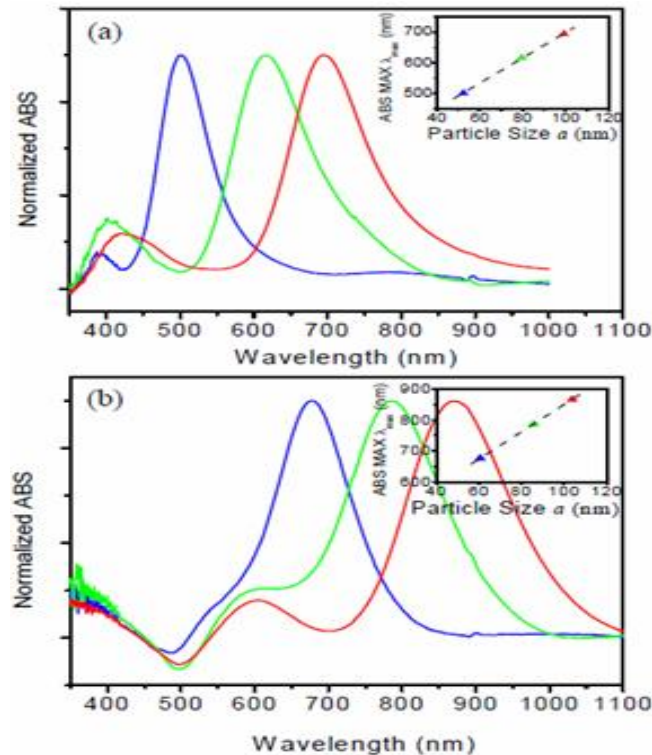 (a)
Normalized ABS
ABS MAX λmax (nm)
700
600
500
40 60 80 100 120
Particle Size a (nm)
400 500 600 700 800 900 1000 1100
Wavelength (nm)
(b)
Normalized ABS
ABS MAX λmax (nm)
900
800
700
600
40 60 80 100 120
Particle Size a (nm)
400 500 600 700 800 900 1000 1100
Wavelength (nm)